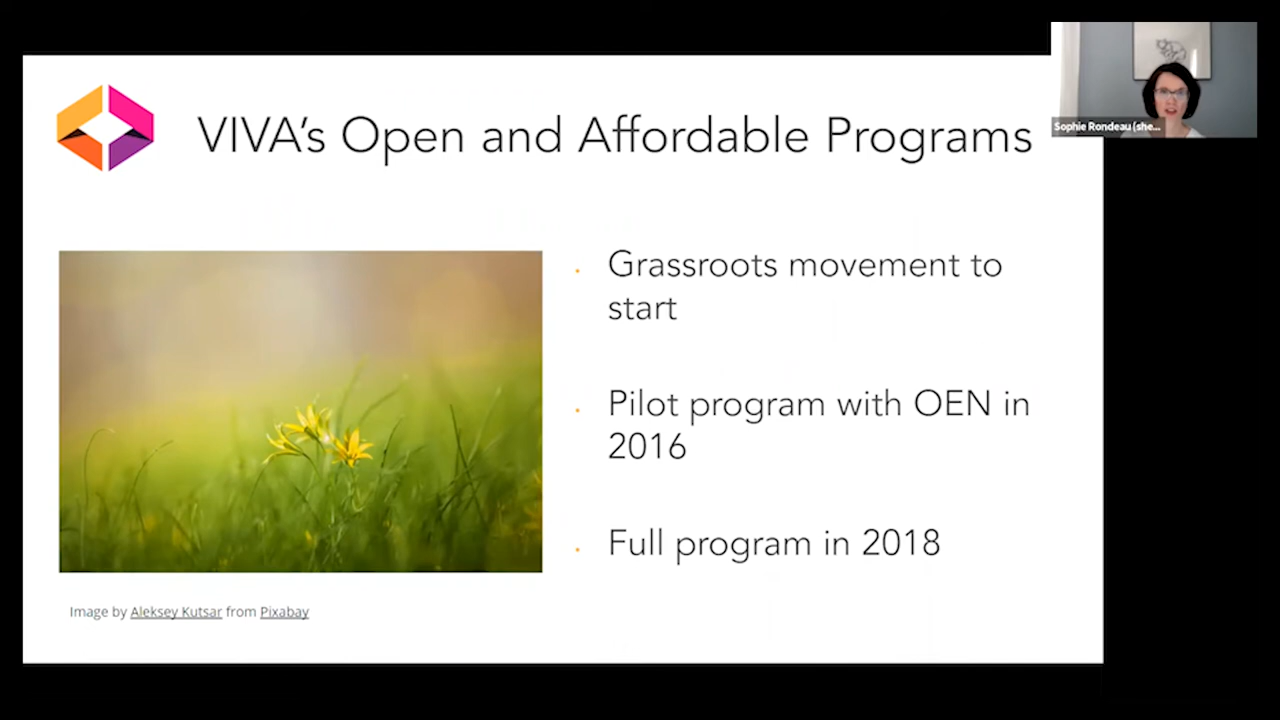 VIVA’s Open and Affordable Programs
Sophie Rondeau (she...
Grassroots movement to
start
Pilot program with OEN in
2016
Full program in 2018
Image by Aleksey Kutsar from Pixabay